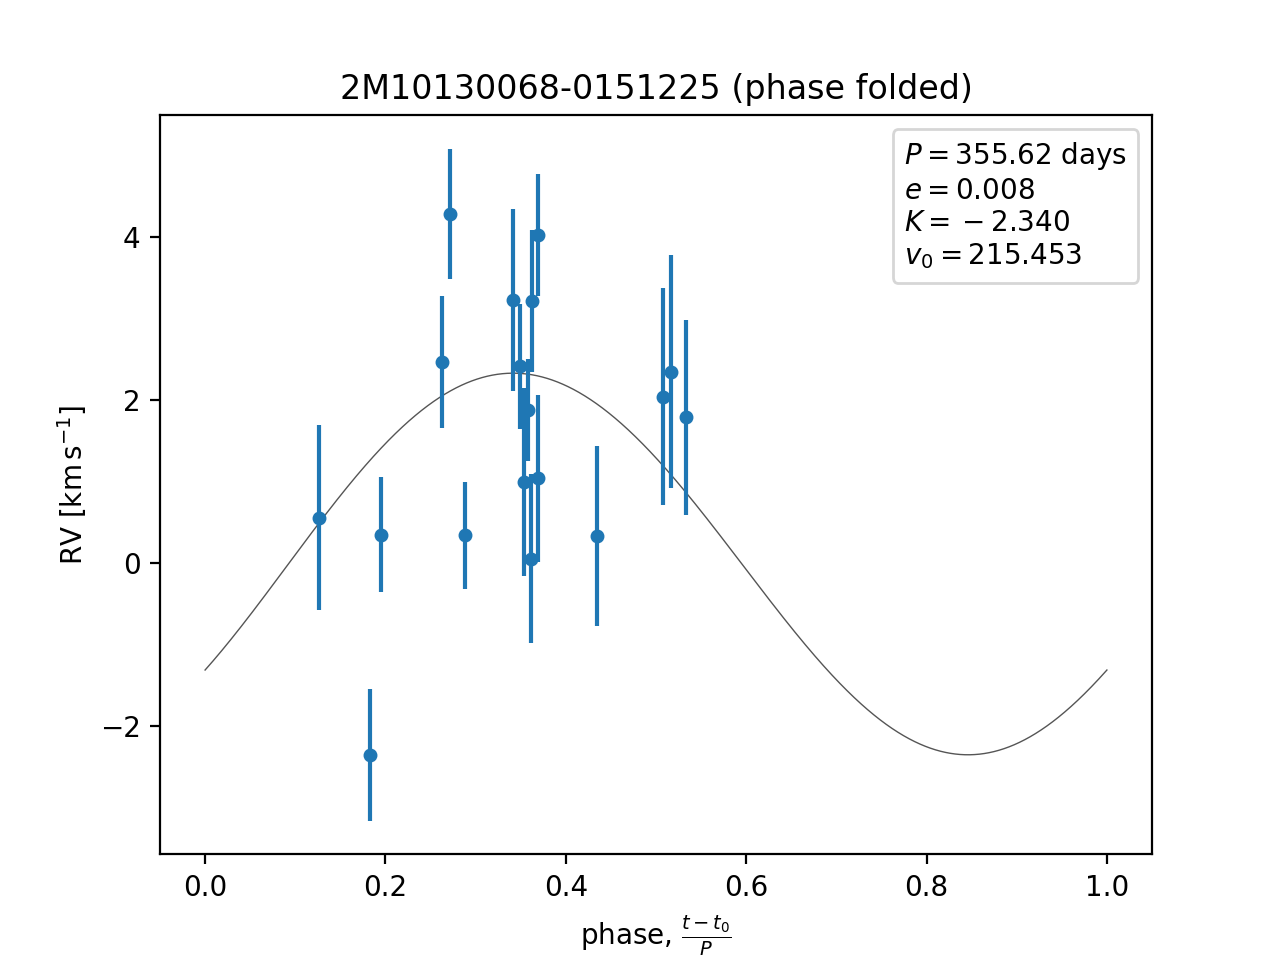 2M10130068-0151225 (phase folded)
P = 355.62 days
e = 0.008
K = −2.340
v₀ = 215.453
4
2
0
−2
RV [km s⁻¹]
0.0 0.2 0.4 0.6 0.8 1.0
phase, (t − t₀)/P